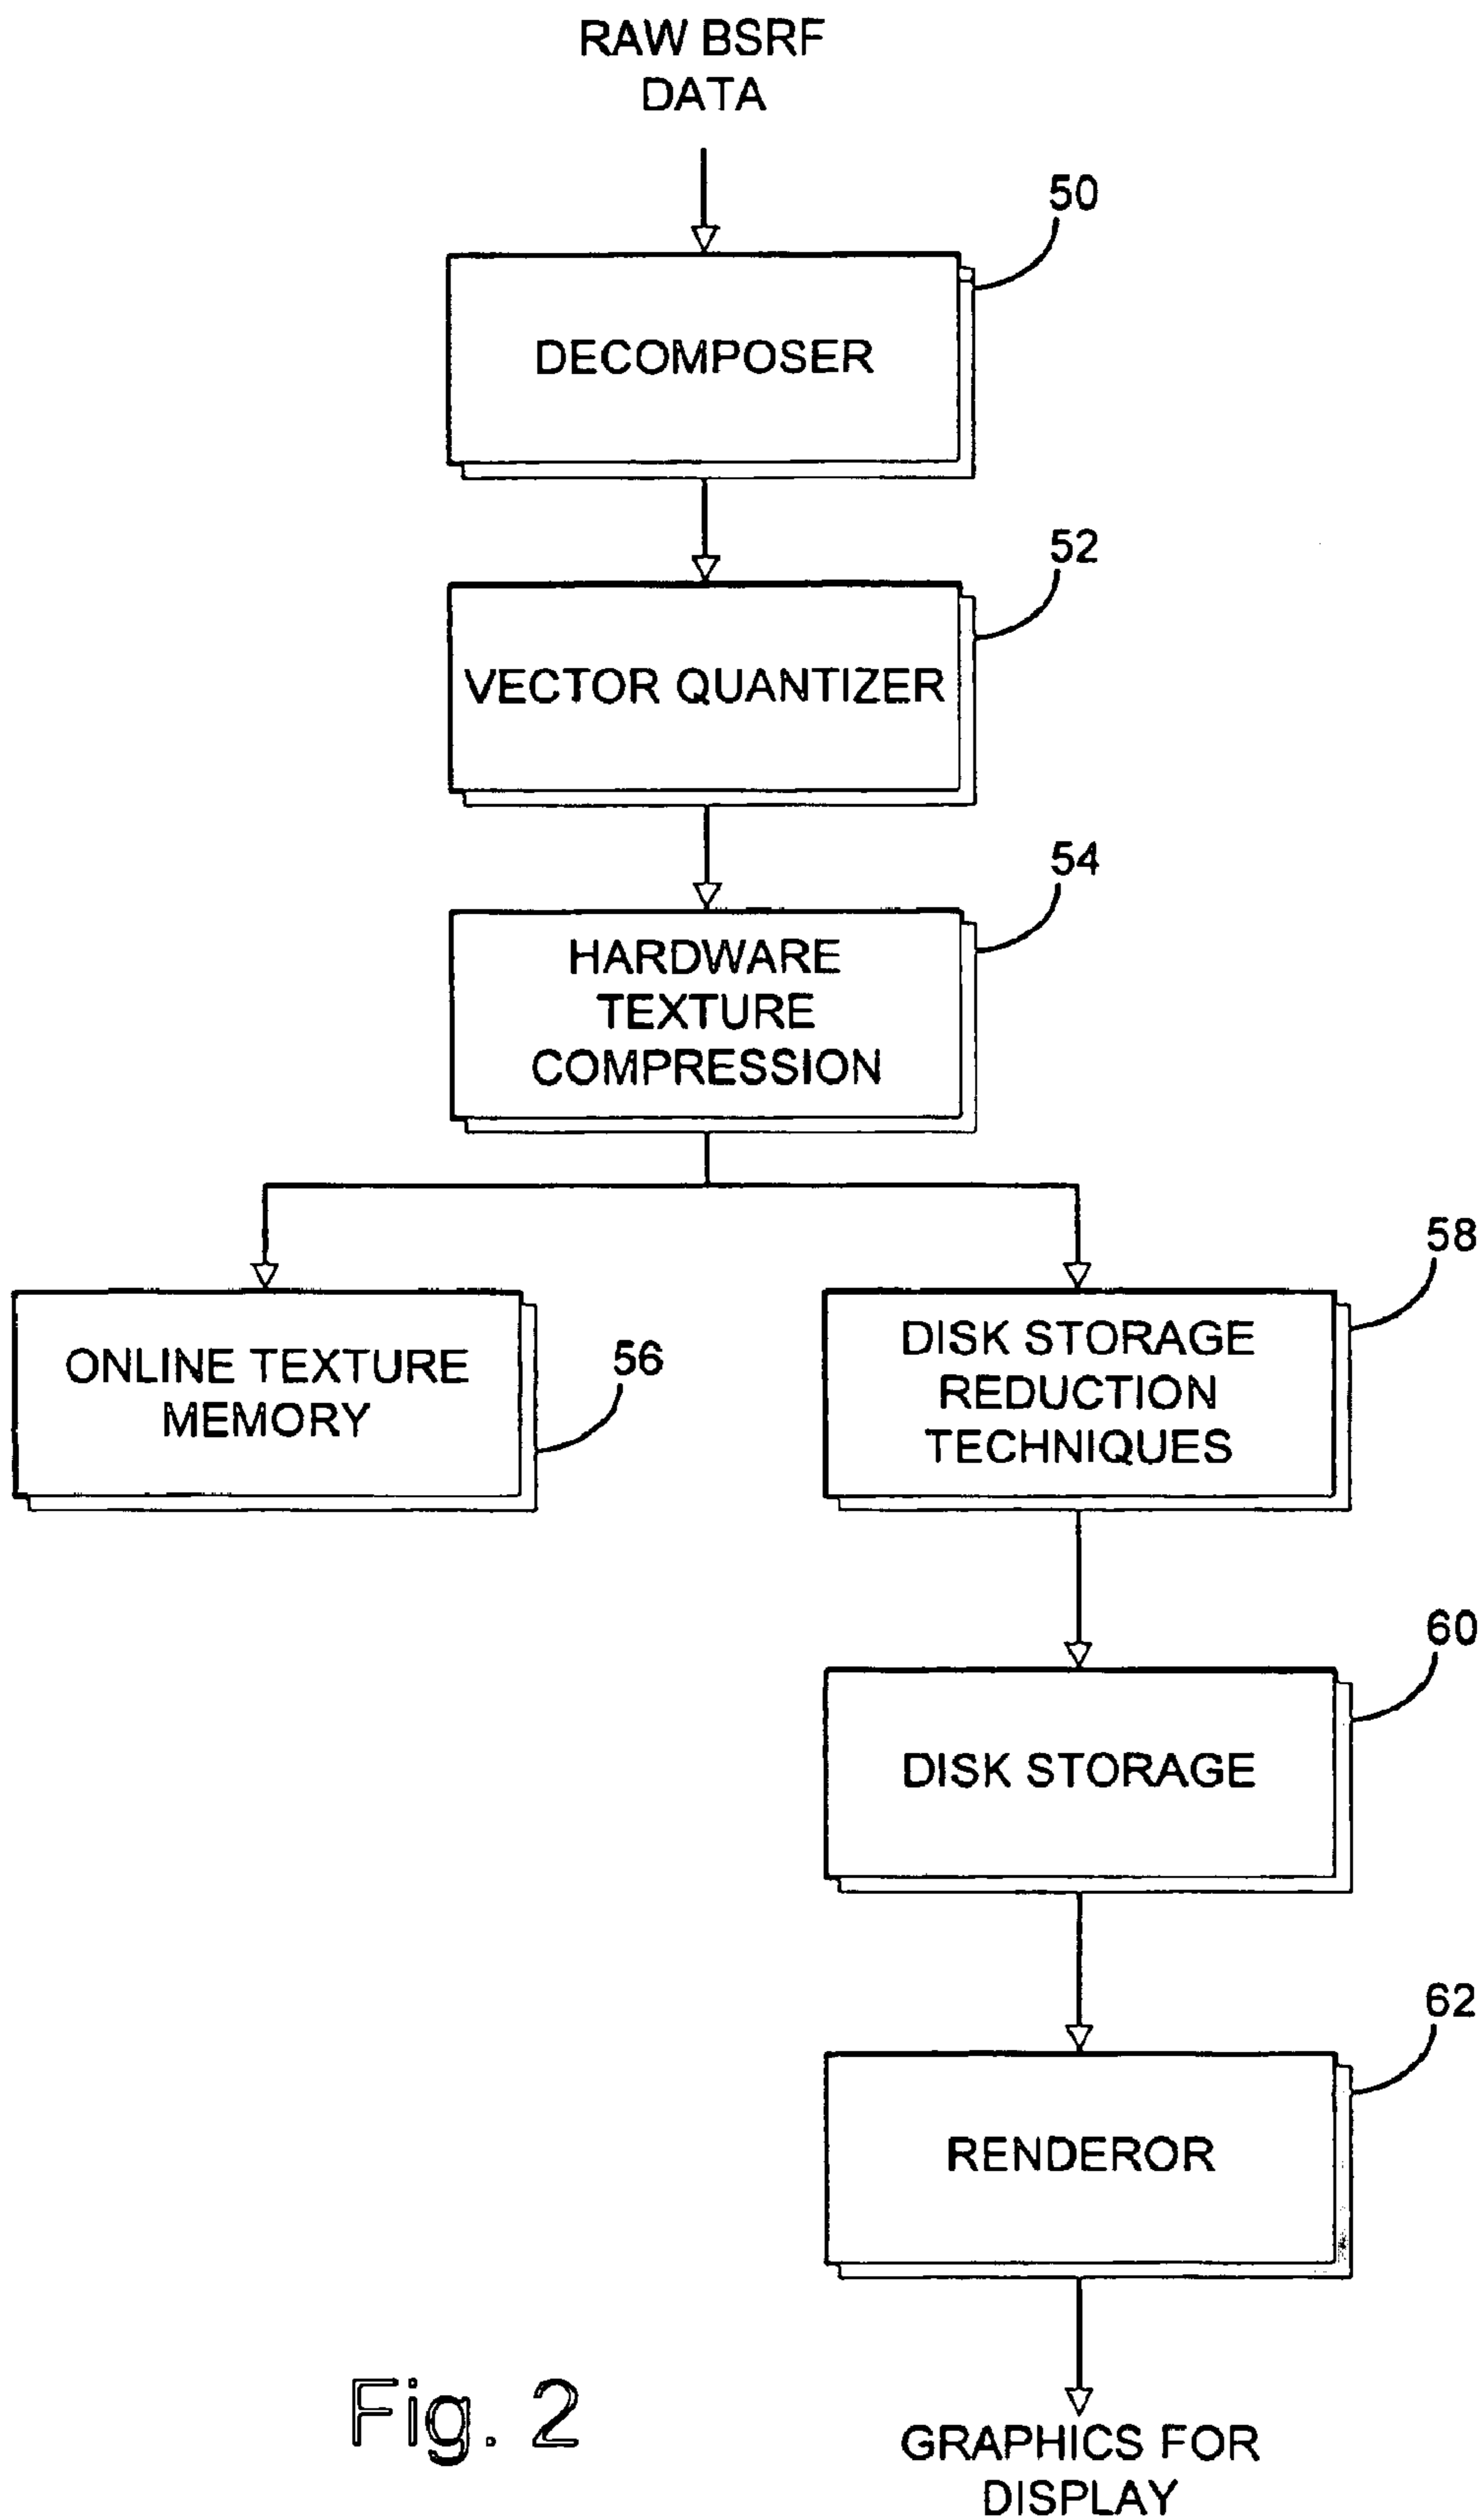 RAW BSRF
DATA
50
DECOMPOSER
52
VECTOR QUANTIZER
54
HARDWARE
TEXTURE
COMPRESSION
58
ONLINE TEXTURE
MEMORY
56
DISK STORAGE
REDUCTION
TECHNIQUES
60
DISK STORAGE
62
RENDEROR
Fig. 2
GRAPHICS FOR
DISPLAY